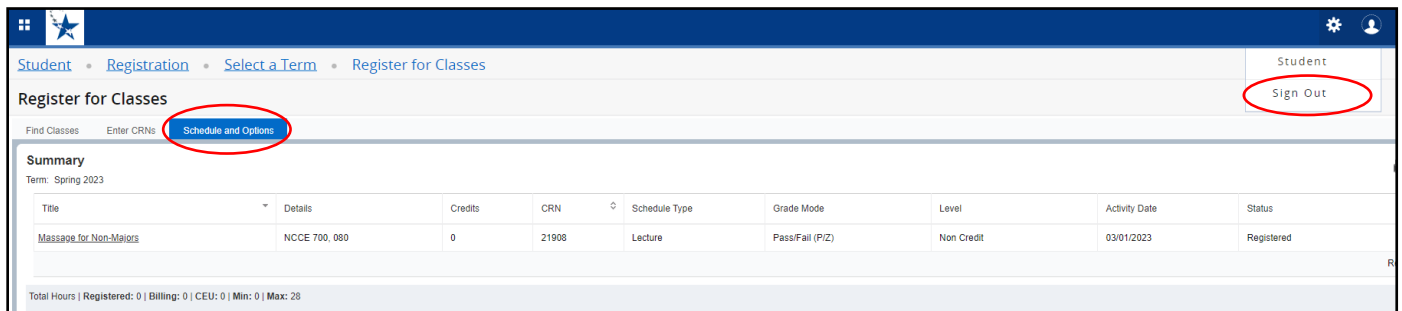 Student • Registration • Select a Term • Register for Classes
Student
Sign Out
Register for Classes
Find Classes Enter CRNs Schedule and Options
Summary
Term: Spring 2023
Title Details Credits CRN Schedule Type Grade Mode Level Activity Date Status
Massage for Non-Majors NCCE 700, 080 0 21908 Lecture Pass/Fail (P/Z) Non Credit 03/01/2023 Registered
Total Hours | Registered: 0 | Billing: 0 | CEU: 0 | Min: 0 | Max: 28